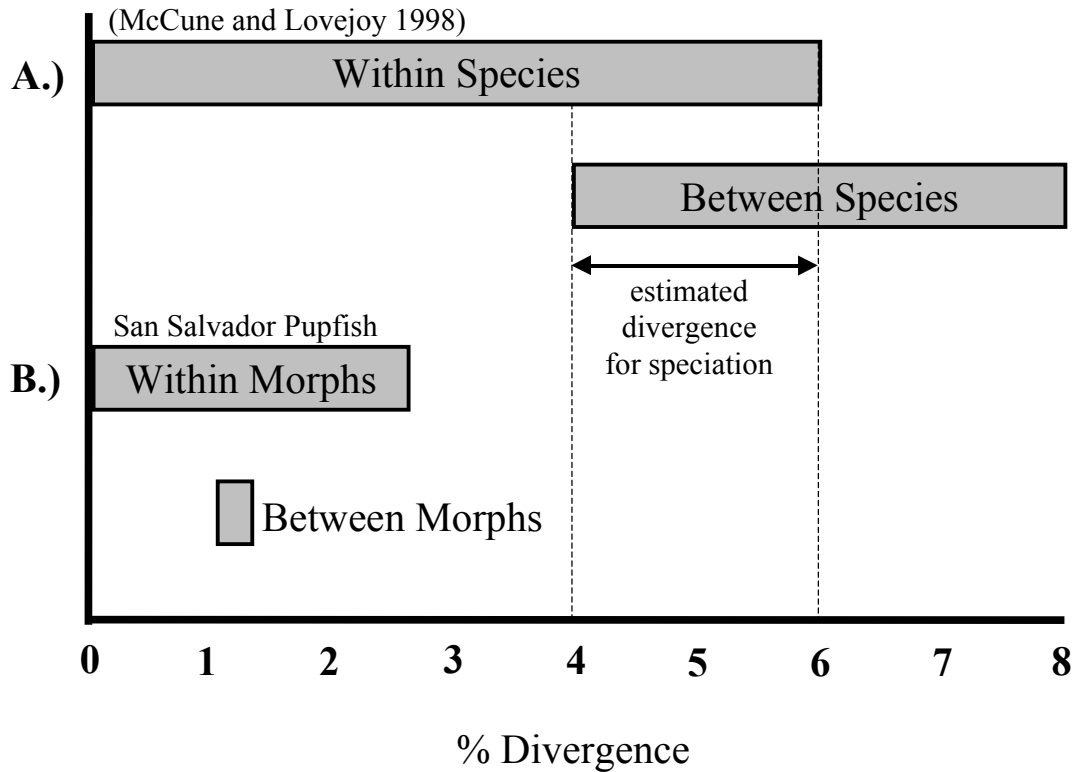 (McCune and Lovejoy 1998)
A.)
Within Species
Between Species
estimated
divergence
for speciation
San Salvador Pupfish
B.)
Within Morphs
Between Morphs
0 1 2 3 4 5 6 7 8
% Divergence